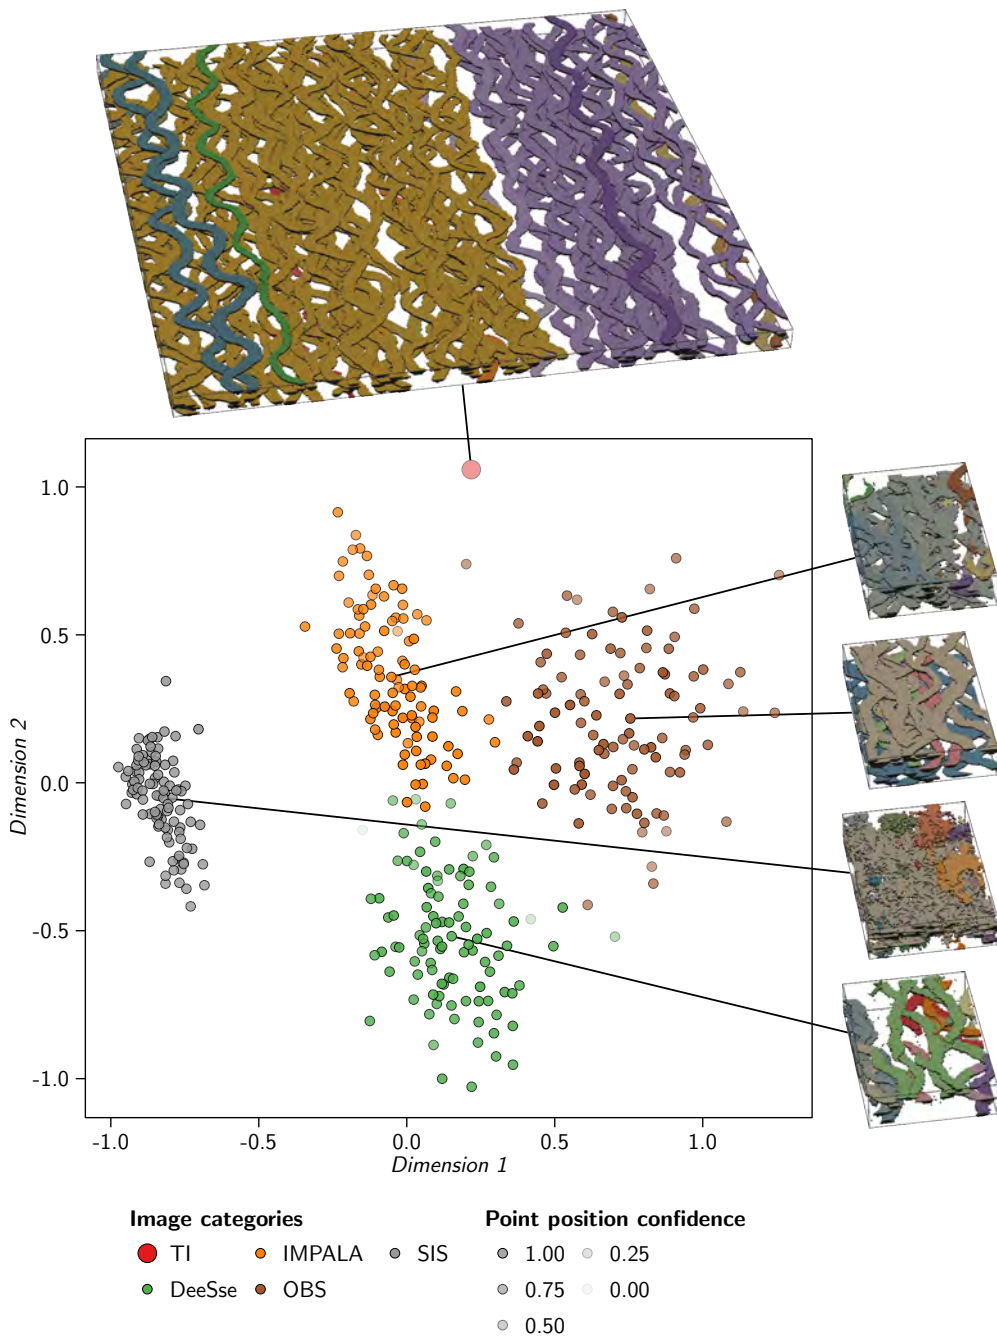 1.0
0.5
0.0
-0.5
-1.0
Dimension 2
-1.0 -0.5 0.0 0.5 1.0
Dimension 1
Image categories Point position confidence
TI IMPALA SIS 1.00 0.25
DeeSse OBS 0.75 0.00
0.50